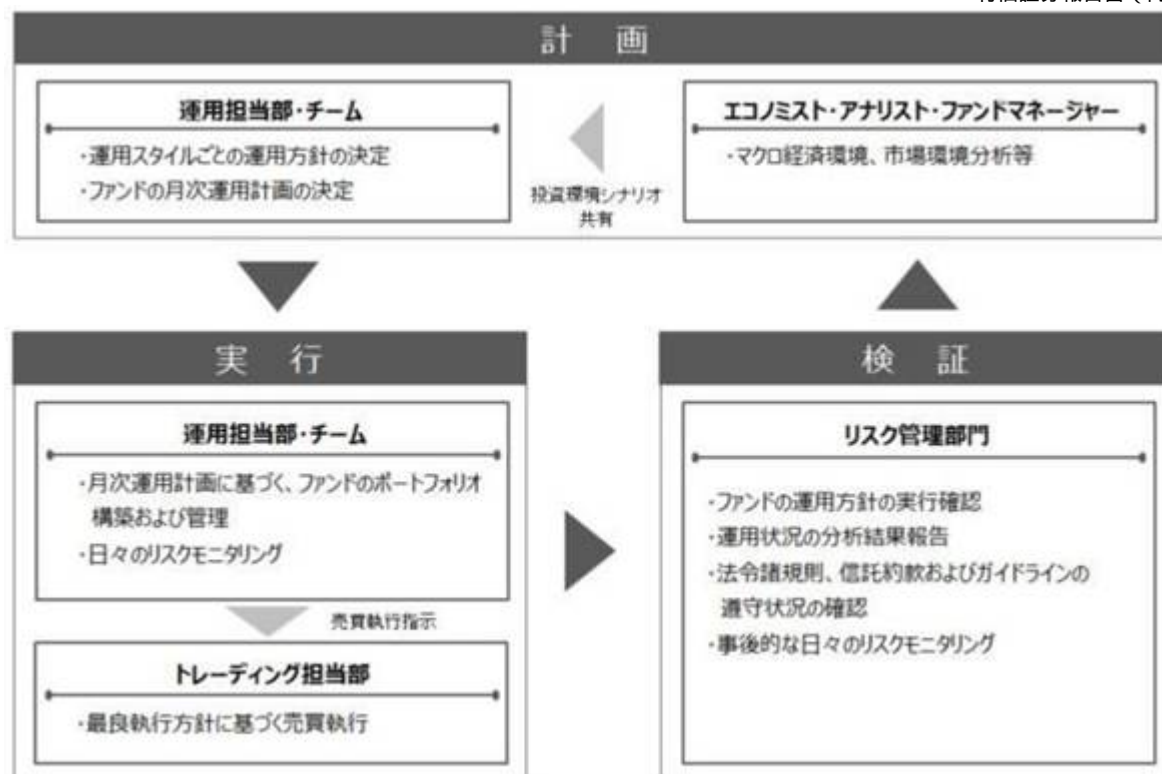 計 画
運用担当部・チーム
・運用スタイルごとの運用方針の決定
・ファンドの月次運用計画の決定
投資環境シナリオ
共有
エコノミスト・アナリスト・ファンドマネージャー
・マクロ経済環境、市場環境分析等
実 行
運用担当部・チーム
・月次運用計画に基づく、ファンドのポートフォリオ
構築および管理
・日々のリスクモニタリング
売買執行指示
トレーディング担当部
・最良執行方針に基づく売買執行
検 証
リスク管理部門
・ファンドの運用方針の実行確認
・運用状況の分析結果報告
・法令諸規則、信託約款およびガイドラインの
遵守状況の確認
・事後的な日々のリスクモニタリング